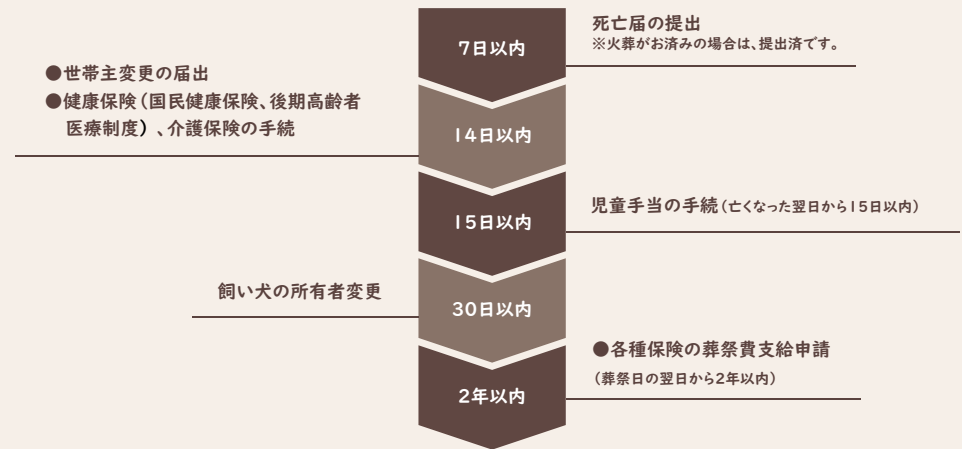 7日以内
死亡届の提出
※火葬がお済みの場合は、提出済です。
●世帯主変更の届出
●健康保険（国民健康保険、後期高齢者
医療制度）、介護保険の手続
14日以内
15日以内
児童手当の手続（亡くなった翌日から15日以内）
飼い犬の所有者変更
30日以内
●各種保険の葬祭費支給申請
（葬祭日の翌日から2年以内）
2年以内